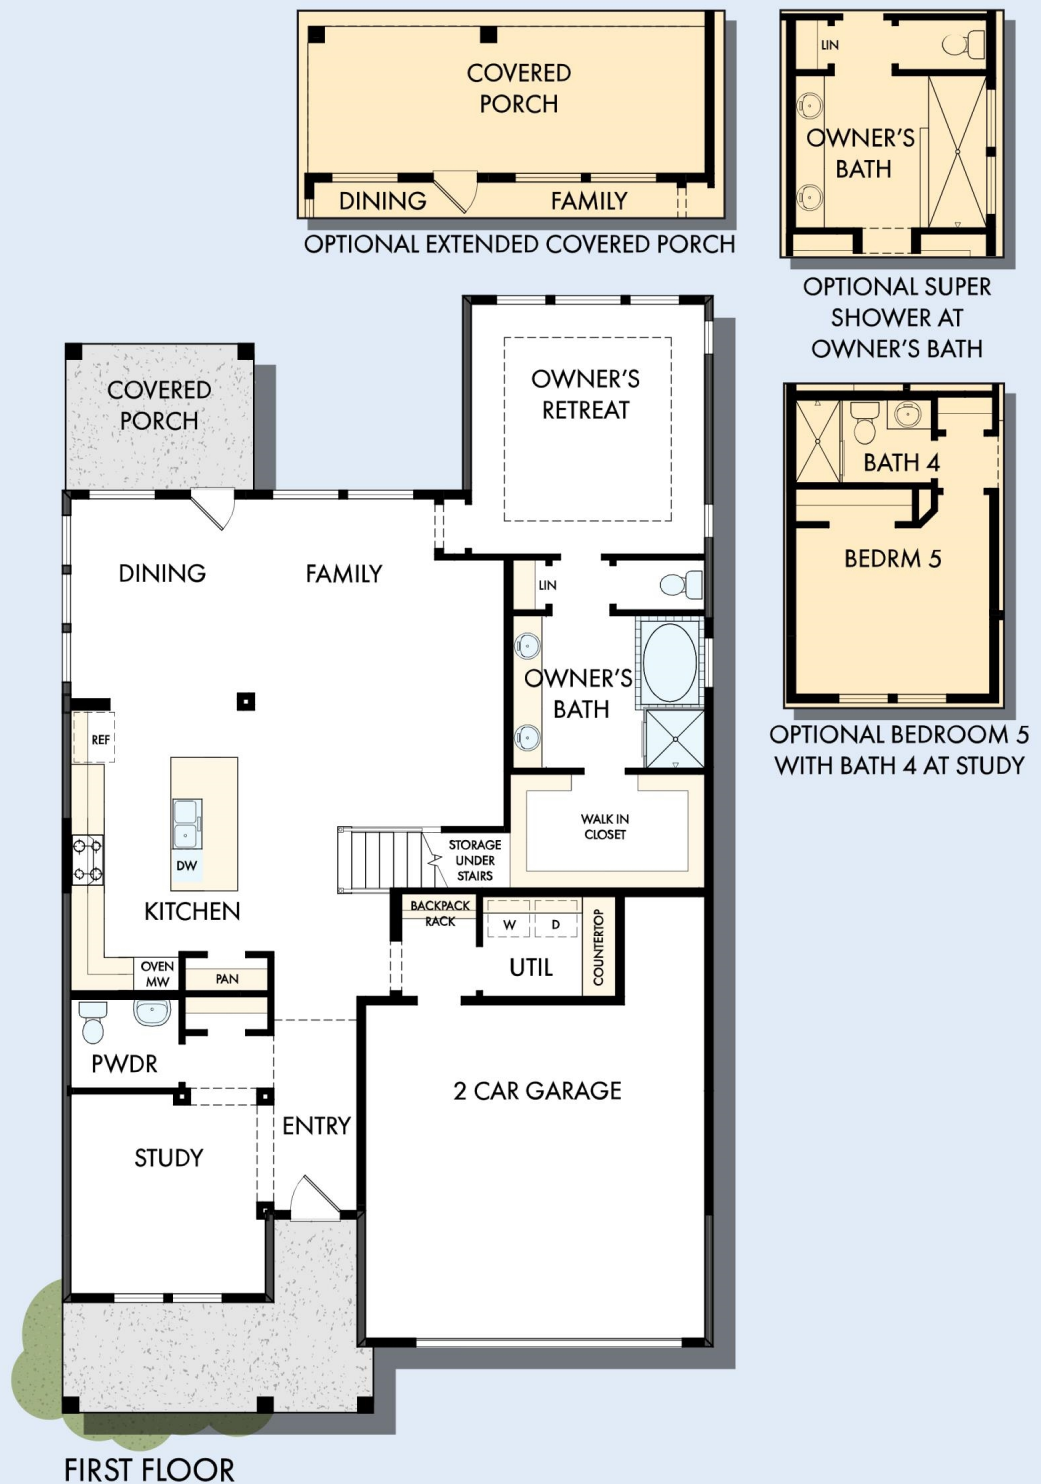 COVERED
PORCH
DINING
FAMILY
OPTIONAL EXTENDED COVERED PORCH
LIN
OWNER'S
BATH
OPTIONAL SUPER
SHOWER AT
OWNER'S BATH
COVERED
PORCH
OWNER'S
RETREAT
BATH 4
BEDRM 5
OPTIONAL BEDROOM 5
WITH BATH 4 AT STUDY
DINING
FAMILY
LIN
OWNER'S
BATH
REF
DW
KITCHEN
WALK IN
CLOSET
STORAGE
UNDER
STAIRS
BACKPACK
RACK
W
D
UTIL
COUNTERTOP
OVEN
MW
PAN
PWDR
2 CAR GARAGE
ENTRY
STUDY
FIRST FLOOR